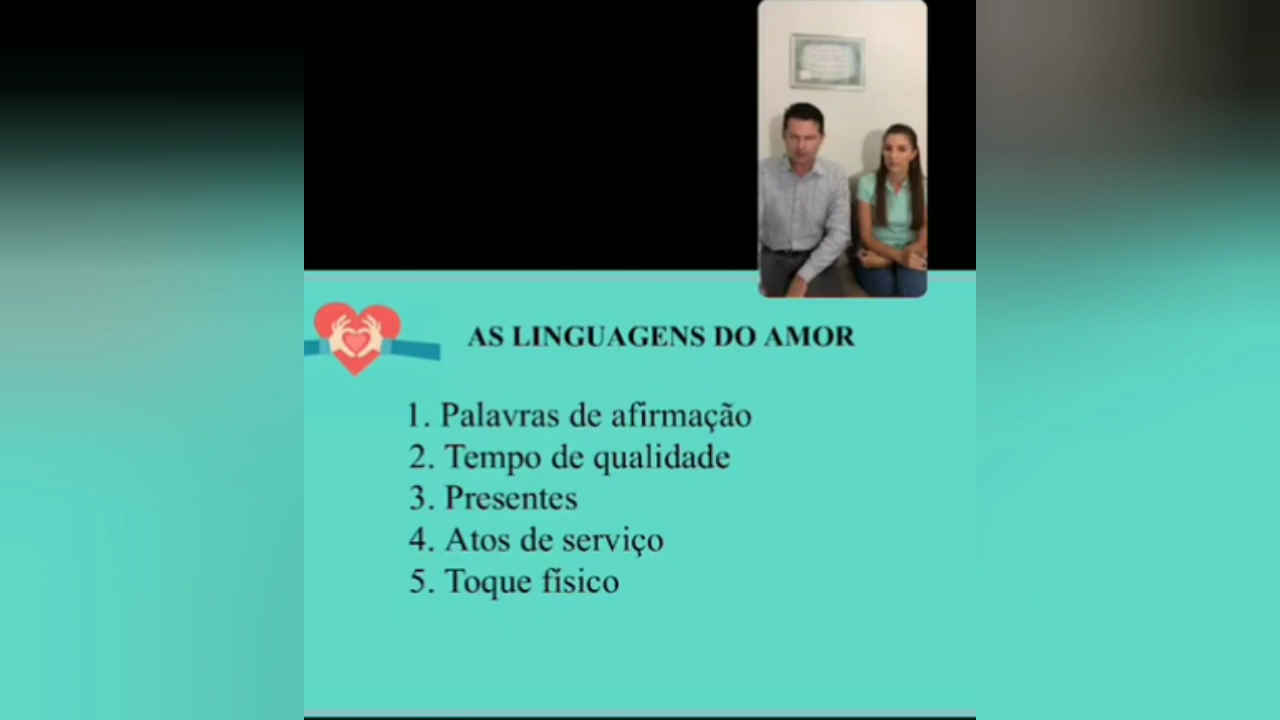 AS LINGUAGENS DO AMOR
1. Palavras de afirmação
2. Tempo de qualidade
3. Presentes
4. Atos de serviço
5. Toque físico